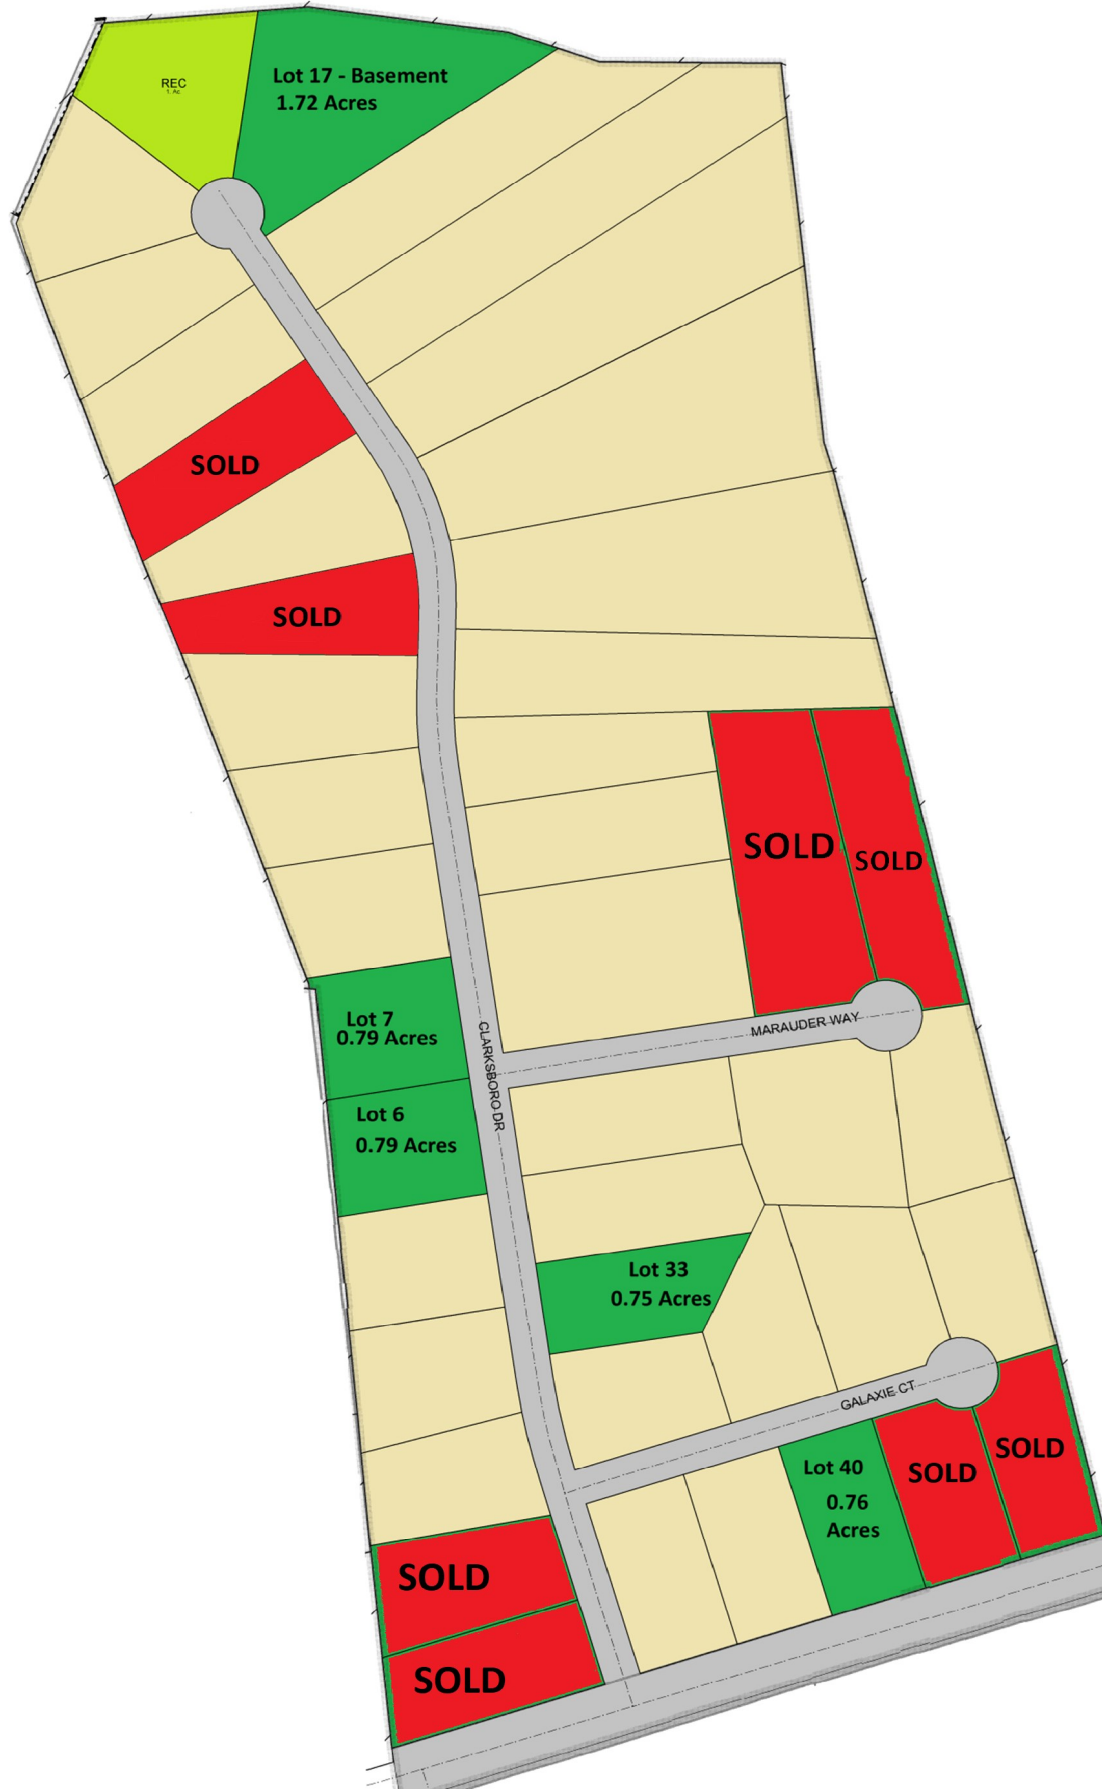 REC
1. Ac
Lot 17 - Basement
1.72 Acres
SOLD
SOLD
SOLD
SOLD
MARAUDER WAY
Lot 7
0.79 Acres
CLARKSBORO DR
Lot 6
0.79 Acres
Lot 33
0.75 Acres
GALAXIE CT
Lot 40
0.76
Acres
SOLD
SOLD
SOLD
SOLD